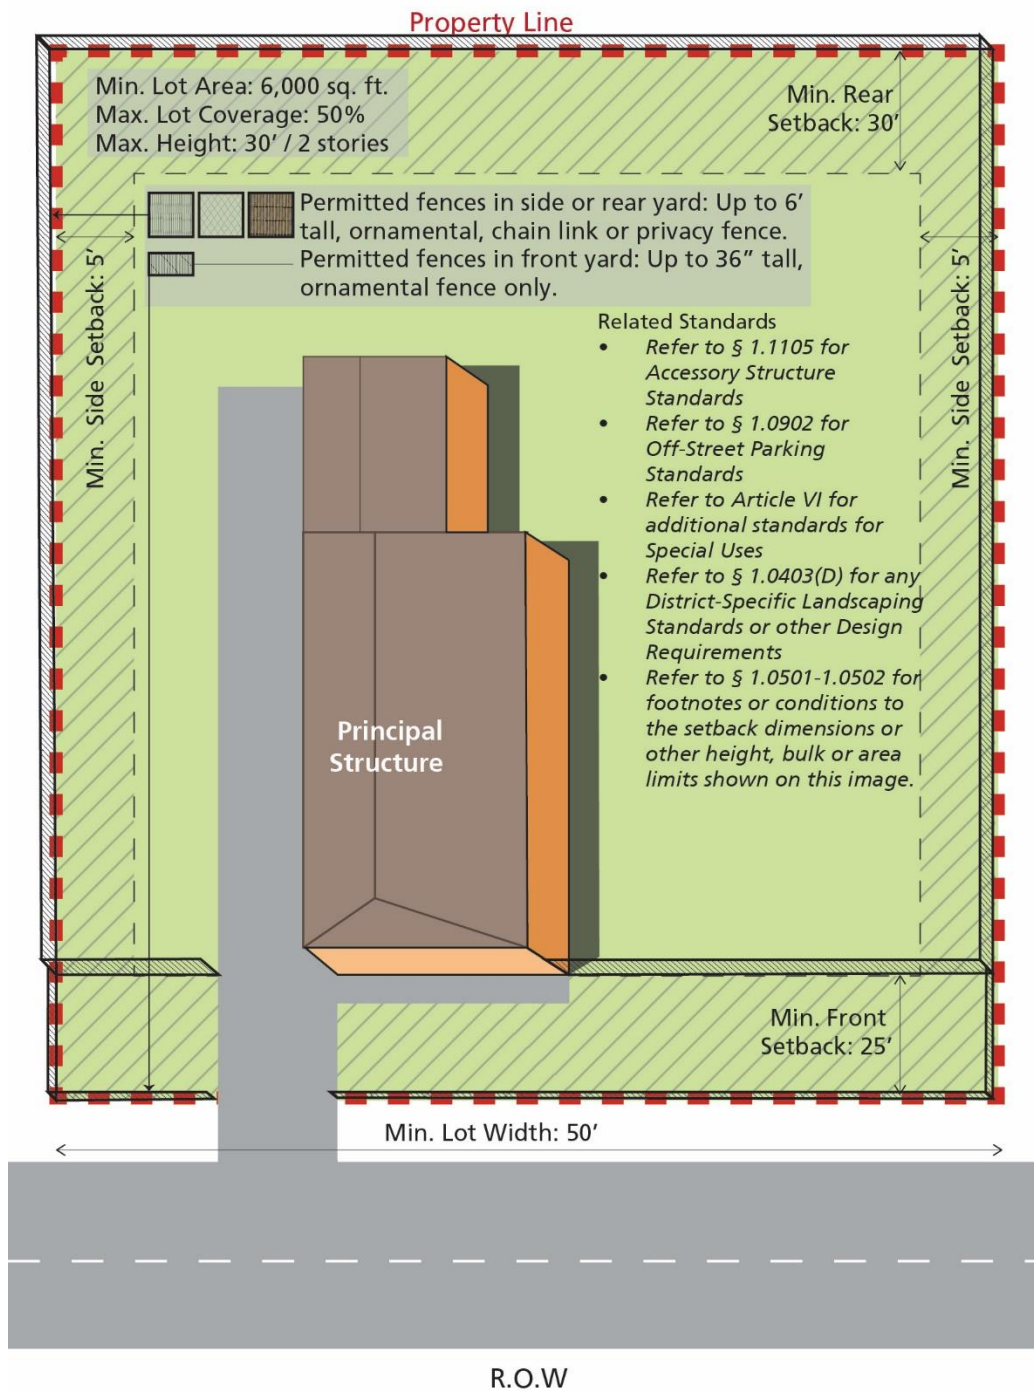 Property Line
Min. Lot Area: 6,000 sq. ft.
Max. Lot Coverage: 50%
Max. Height: 30’ / 2 stories
Min. Rear
Setback: 30’
Permitted fences in side or rear yard: Up to 6’
tall, ornamental, chain link or privacy fence.
Permitted fences in front yard: Up to 36” tall,
ornamental fence only.
Min. Side Setback: 5’
Min. Side Setback: 5’
Related Standards
• Refer to § 1.1105 for
Accessory Structure
Standards
• Refer to § 1.0902 for
Off-Street Parking
Standards
• Refer to Article VI for
additional standards for
Special Uses
• Refer to § 1.0403(D) for any
District-Specific Landscaping
Standards or other Design
Requirements
• Refer to § 1.0501-1.0502 for
footnotes or conditions to
the setback dimensions or
other height, bulk or area
limits shown on this image.
Principal
Structure
Min. Front
Setback: 25’
Min. Lot Width: 50’
R.O.W